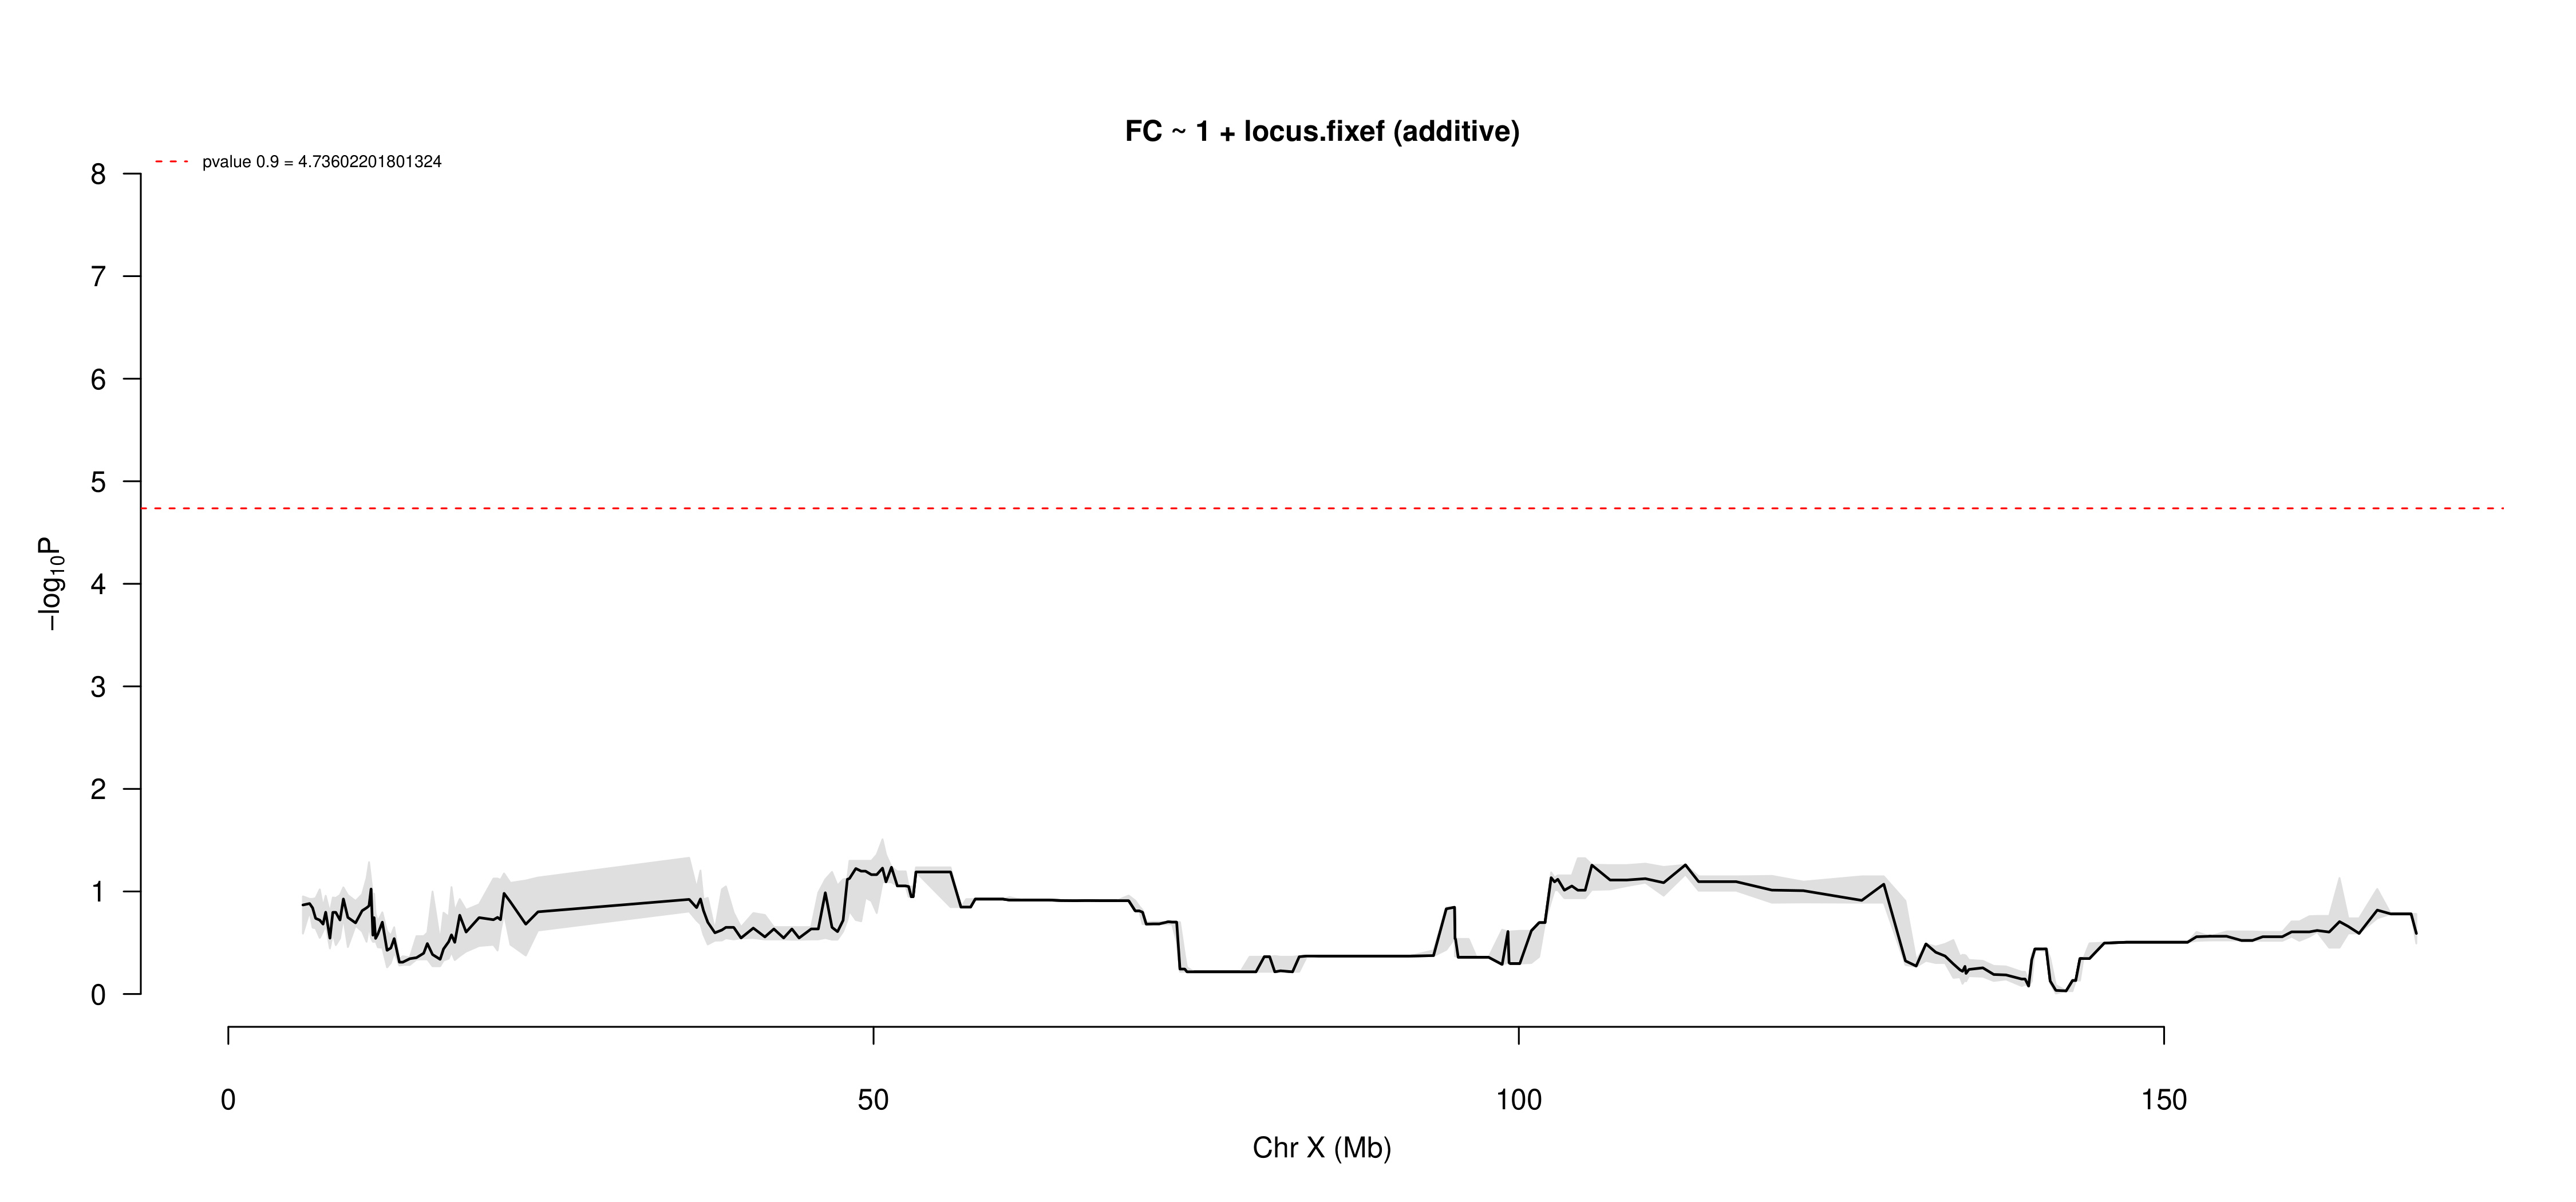 FC ~ 1 + locus.fixef (additive)
pvalue 0.9 = 4.73602201801324
8
7
6
5
4
3
2
1
0
−log10P
0 50 100 150
Chr X (Mb)